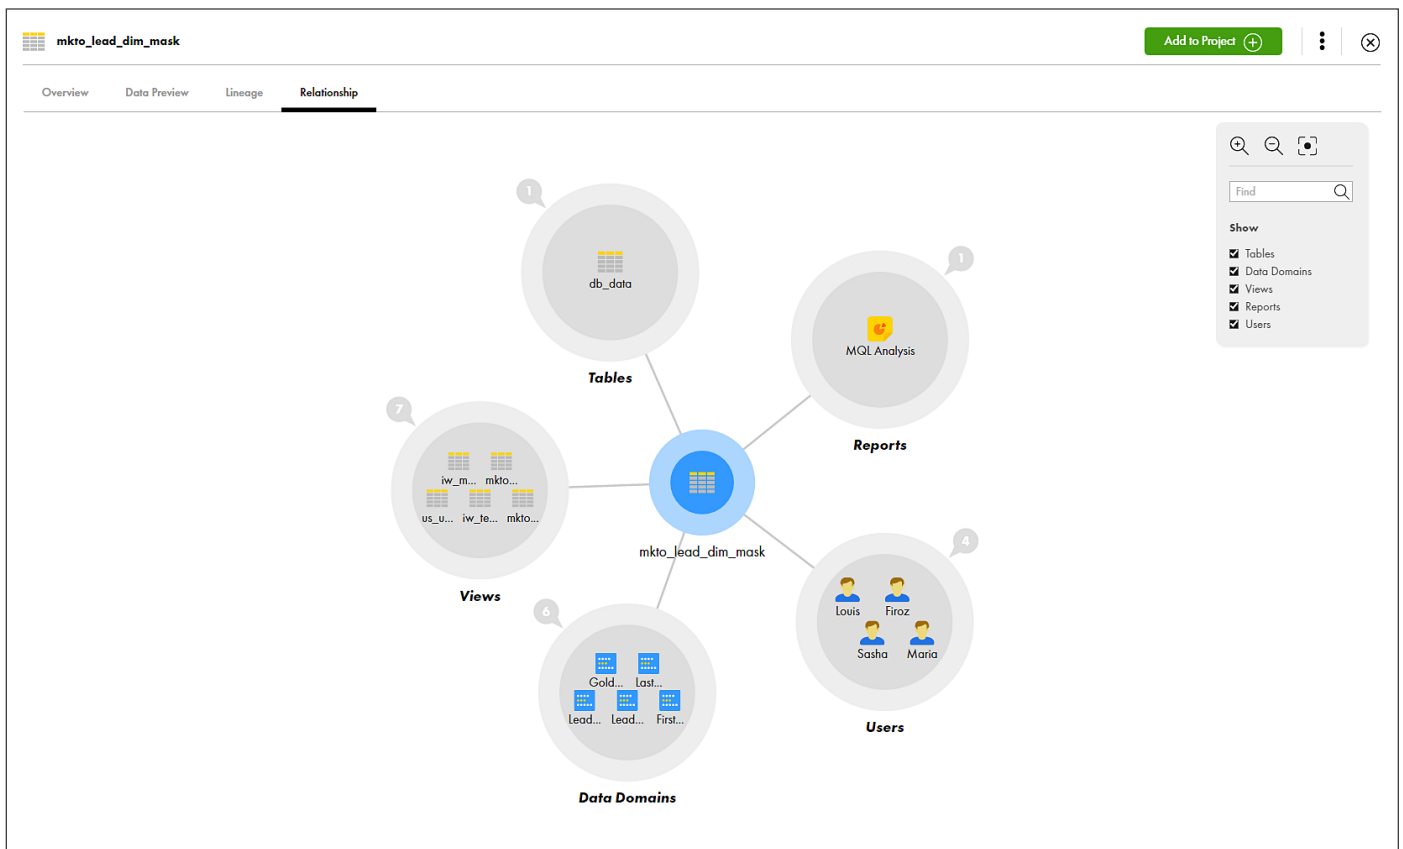 mkto_lead_dim_mask
Add to Project
Overview
Data Preview
Lineage
Relationship
Find
Show
Tables
Data Domains
Views
Reports
Users
1
db_data
Tables
1
MQL Analysis
Reports
7
iw_m... mkto...
us_u... iw_te... mkto...
Views
mkto_lead_dim_mask
4
Louis Firoz
Sasha Maria
Users
6
Gold... Last...
Lead... Lead... First...
Data Domains